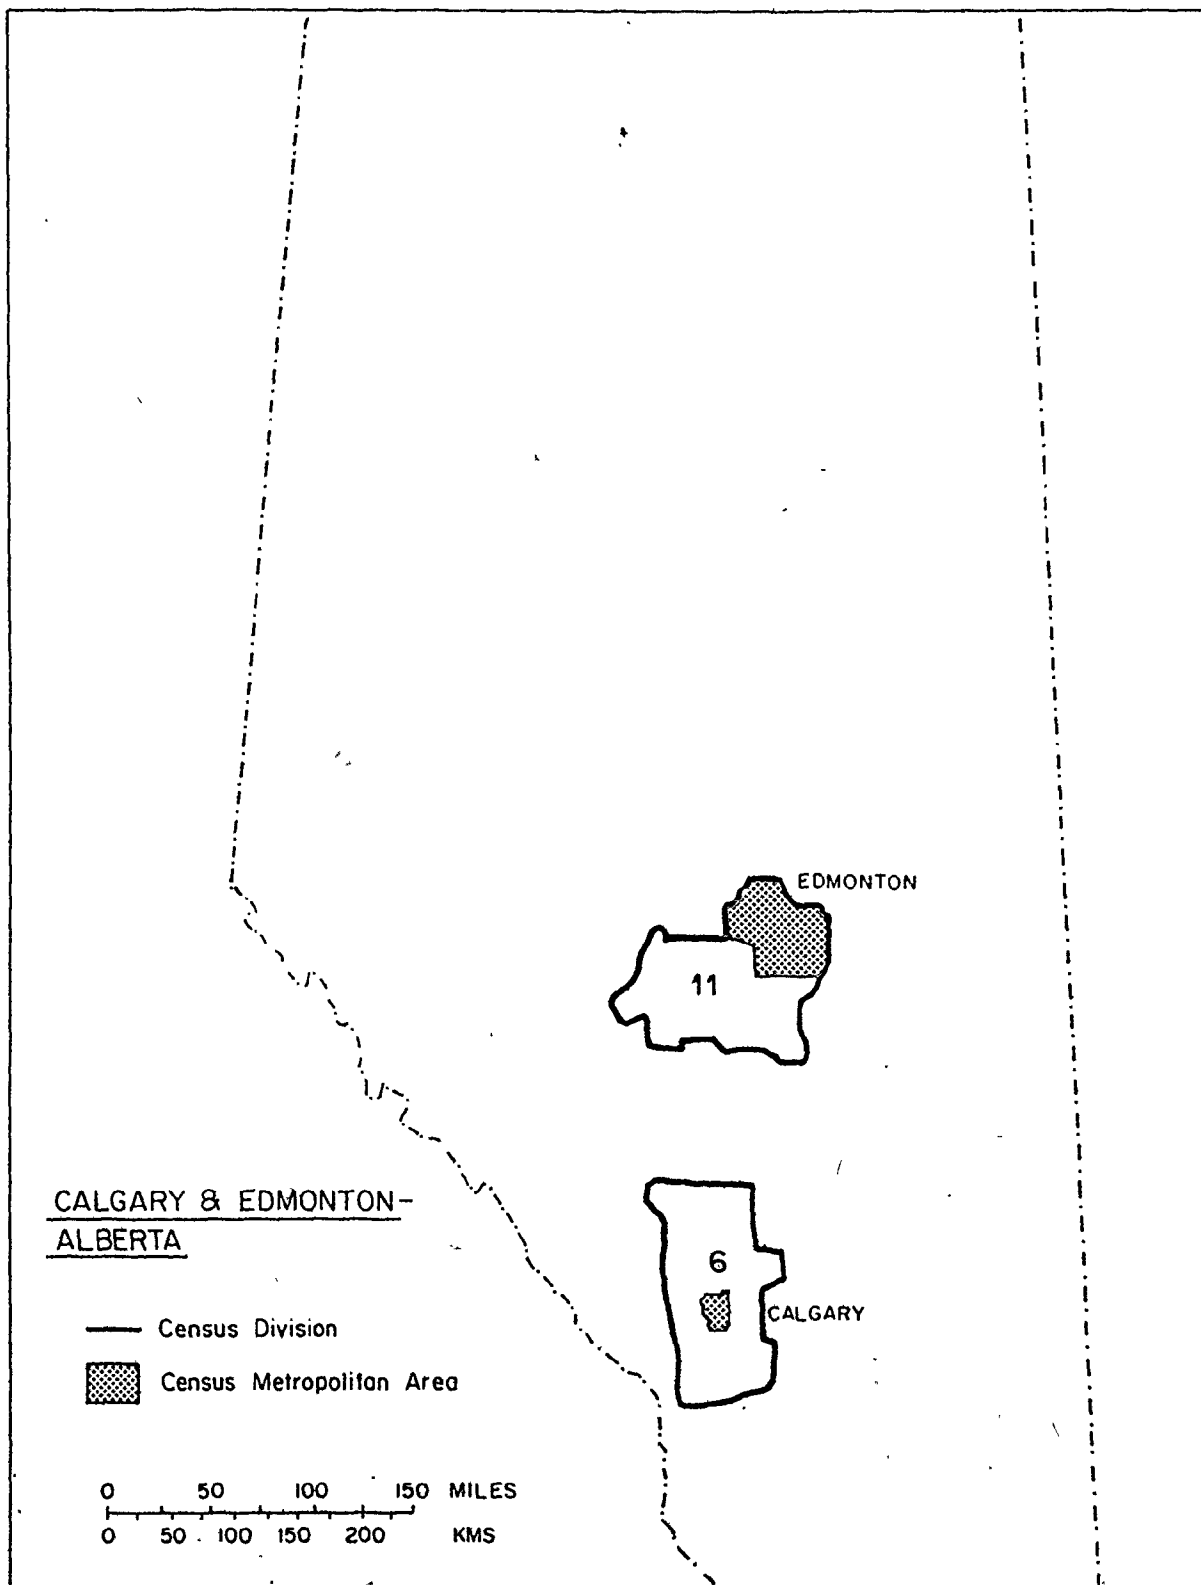 EDMONTON
11
CALGARY & EDMONTON-
ALBERTA
6
CALGARY
Census Division
Census Metropolitan Area
0 50 100 150 MILES
0 50 100 150 200 KMS